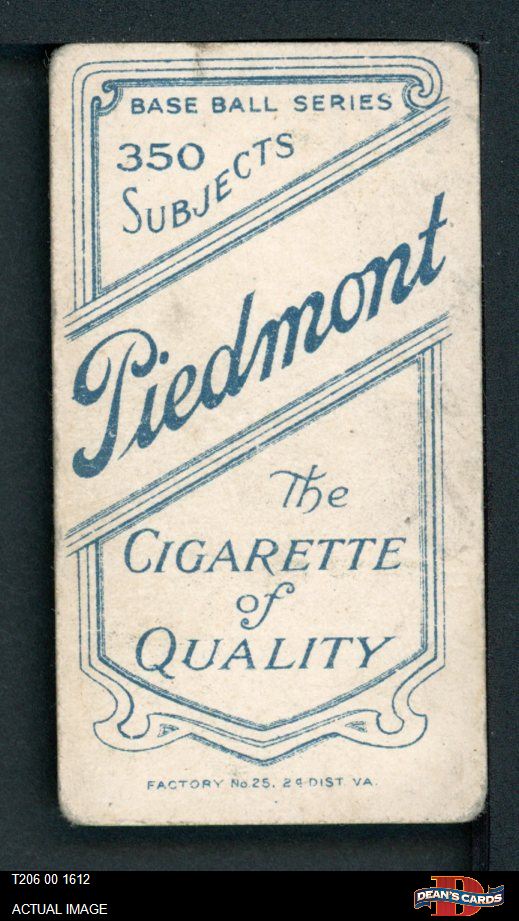 BASE BALL SERIES
350
SUBJECTS
Piedmont
The
CIGARETTE
of
QUALITY
FACTORY No. 25. 2d DIST. VA.
T206 00 1612
ACTUAL IMAGE
DEAN'S CARDS